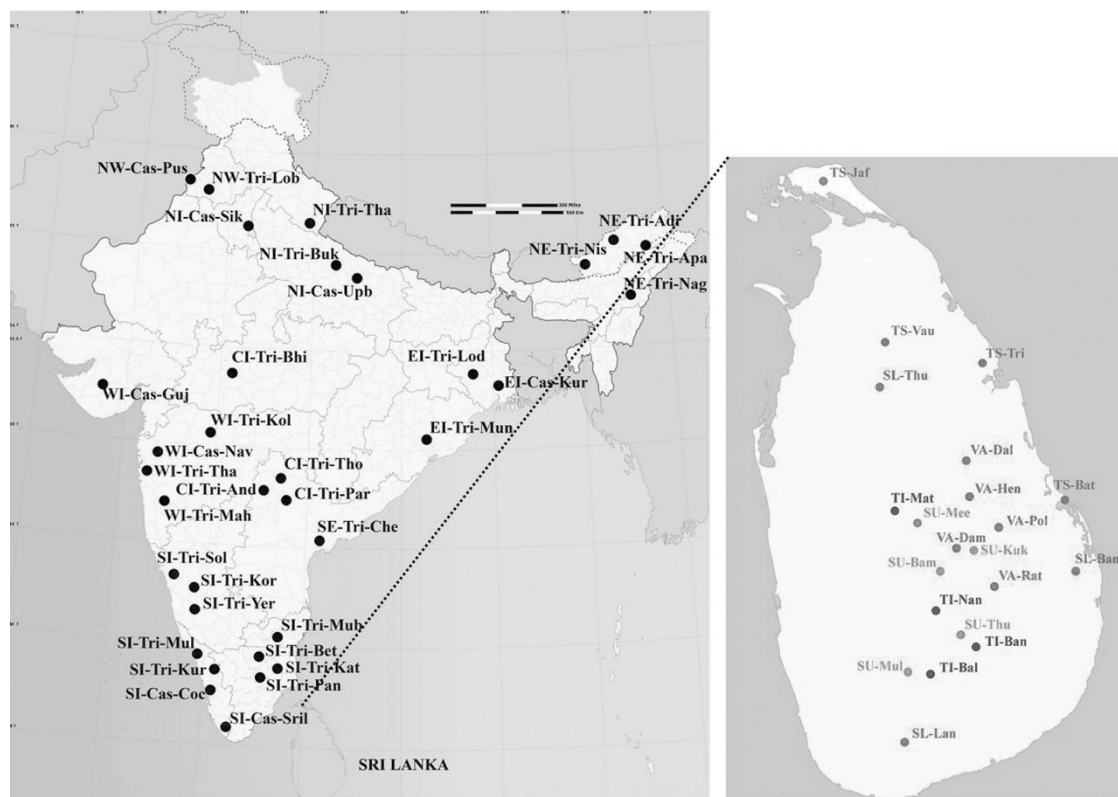 NW-Cas-Pus
NW-Tri-Lob
NI-Cas-Sik
NI-Tri-Tha
NI-Tri-Buk
NI-Cas-Upb
NE-Tri-Adi
NE-Tri-Nis
NE-Tri-Apa
NE-Tri-Nag
CI-Tri-Bhi
EI-Tri-Lod
EI-Cas-Kur
WI-Cas-Guj
WI-Tri-Kol
EI-Tri-Mun
WI-Cas-Nav
WI-Tri-Tha
CI-Tri-Tho
CI-Tri-And
CI-Tri-Par
WI-Tri-Mah
SE-Tri-Che
SI-Tri-Sol
SI-Tri-Kor
SI-Tri-Yer
SI-Tri-Mul
SI-Tri-Bet
SI-Tri-Kur
SI-Tri-Kat
SI-Tri-Pan
SI-Cas-Coc
SI-Cas-Sril
SRI LANKA
300 Miles
500 Km
TS-Jaf
TS-Vau
TS-Tri
SL-Thu
VA-Dal
VA-Hen
TS-Bat
TI-Mat
SU-Mee
VA-Pol
VA-Dam
SU-Kuk
SU-Bam
SL-Ban
VA-Rat
TI-Nan
SU-Thu
TI-Ban
SU-Mul
TI-Bal
SL-Lan